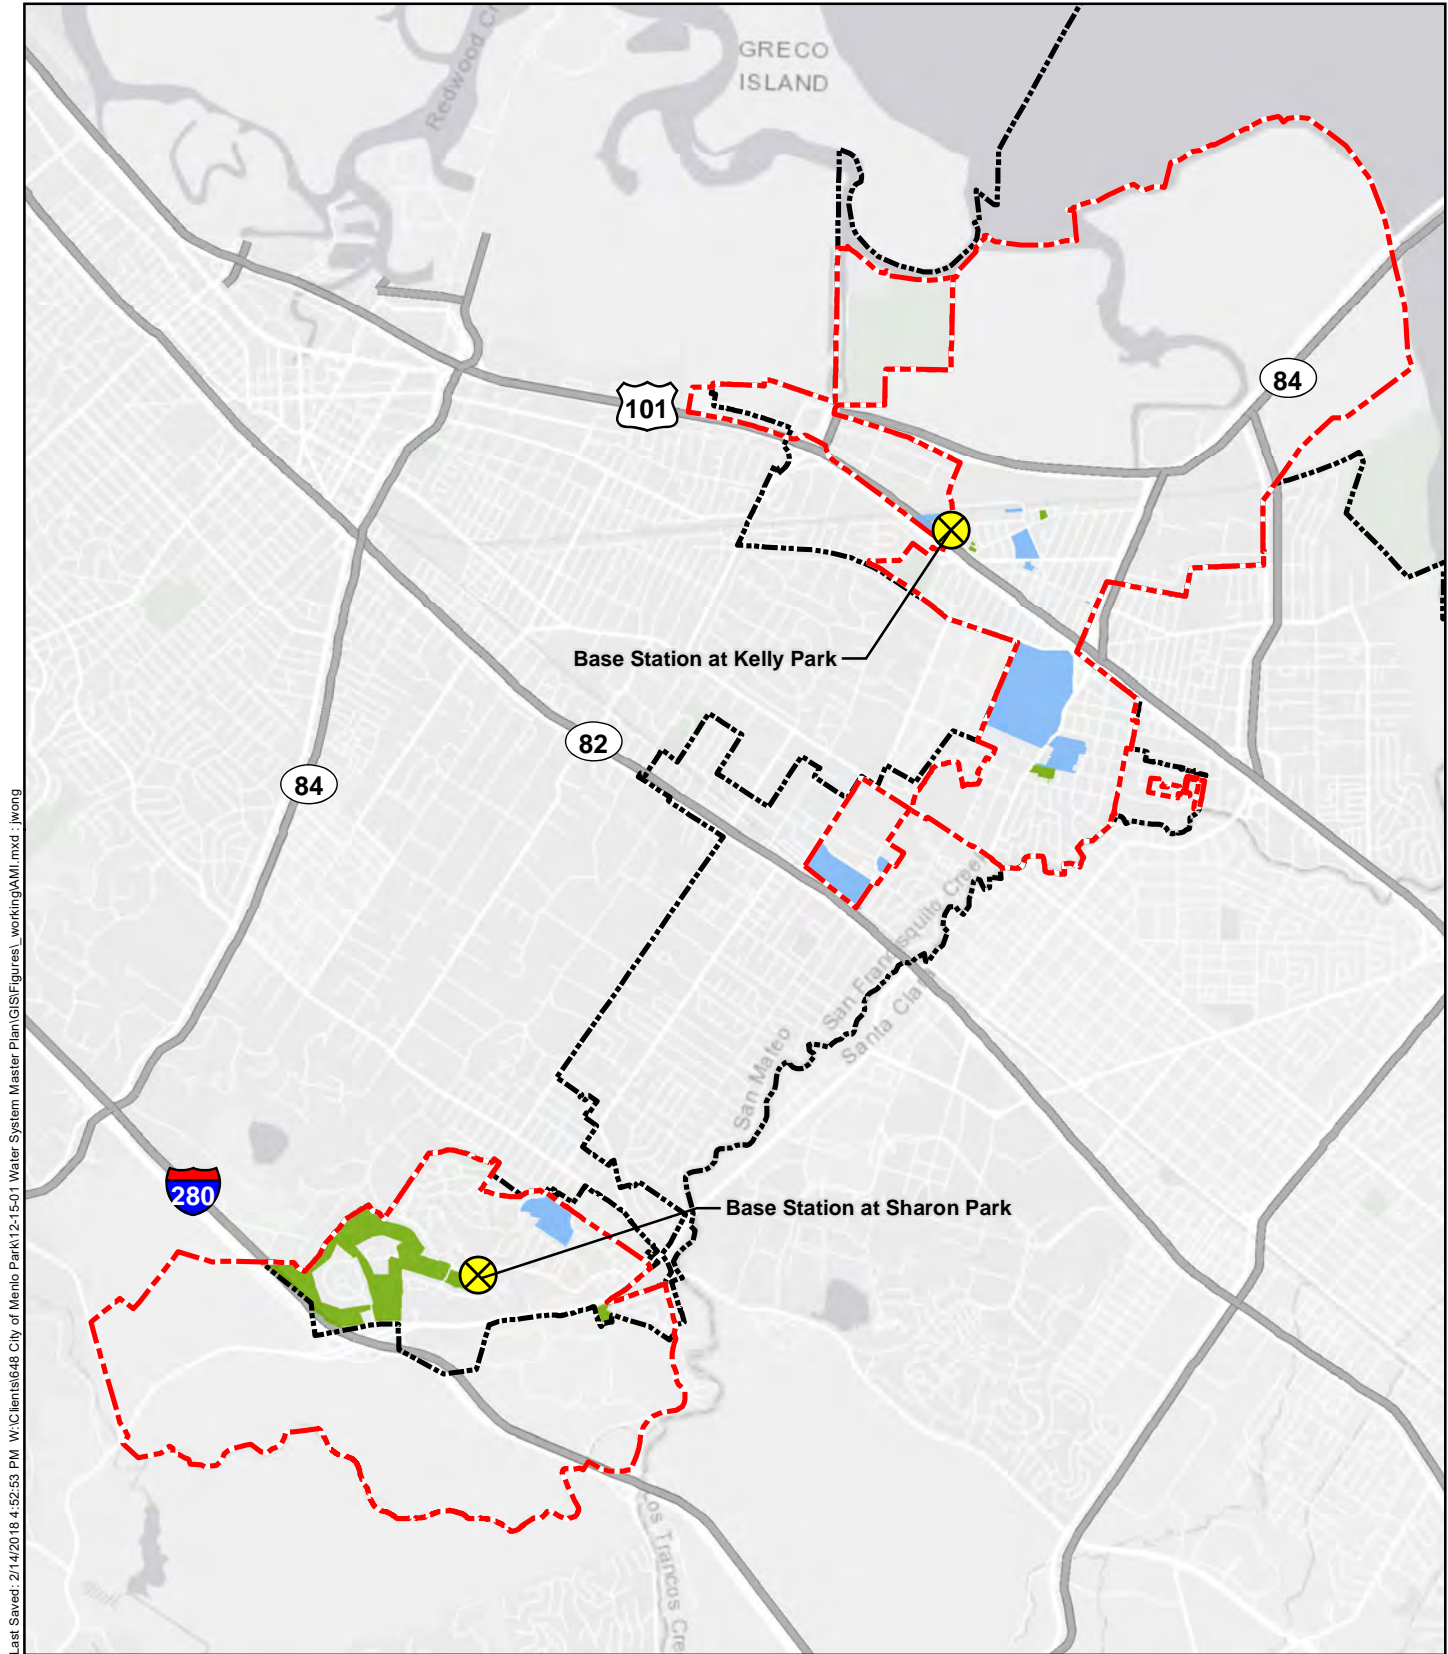 Redwood Cr
GRECO
ISLAND
84
101
Base Station at Kelly Park
82
84
San Francisquito Cree
San Mateo
Santa Cla
280
Base Station at Sharon Park
Los Trancos Cre
Last Saved: 2/14/2018 4:52:53 PM W:\Clients\648 City of Menlo Park\12-15-01 Water System Master Plan\GIS\Figures\_working\AMI.mxd : jwong